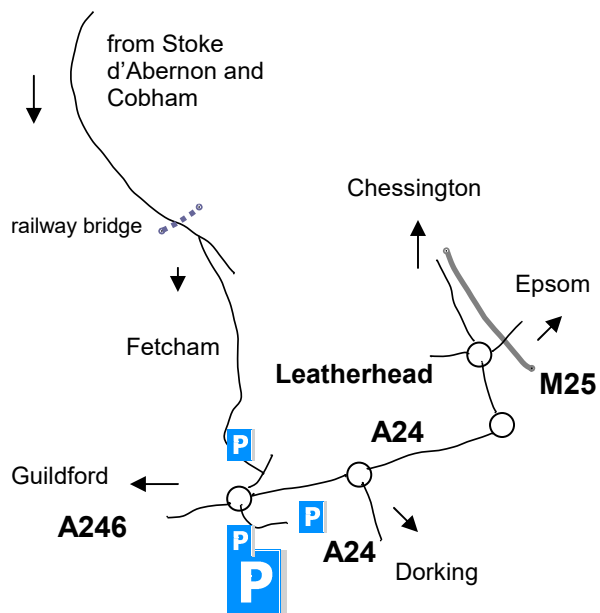 from Stoke
d'Abernon and
Cobham
Chessington
railway bridge
Epsom
Fetcham
Leatherhead
M25
A24
P
Guildford
A246
P
P
A24
P
Dorking